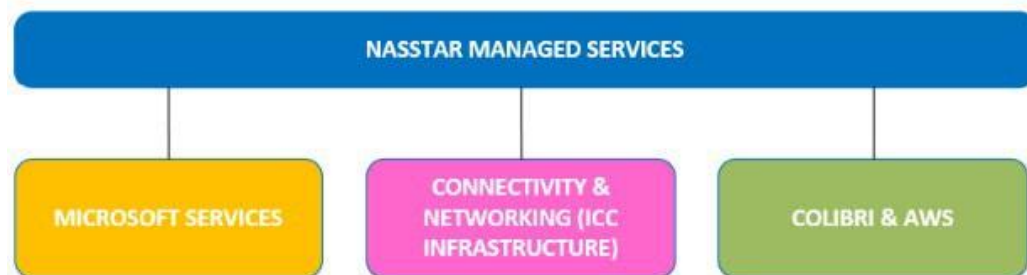 NASSTAR MANAGED SERVICES
MICROSOFT SERVICES
CONNECTIVITY &
NETWORKING (ICC
INFRASTRUCTURE)
COLIBRI & AWS